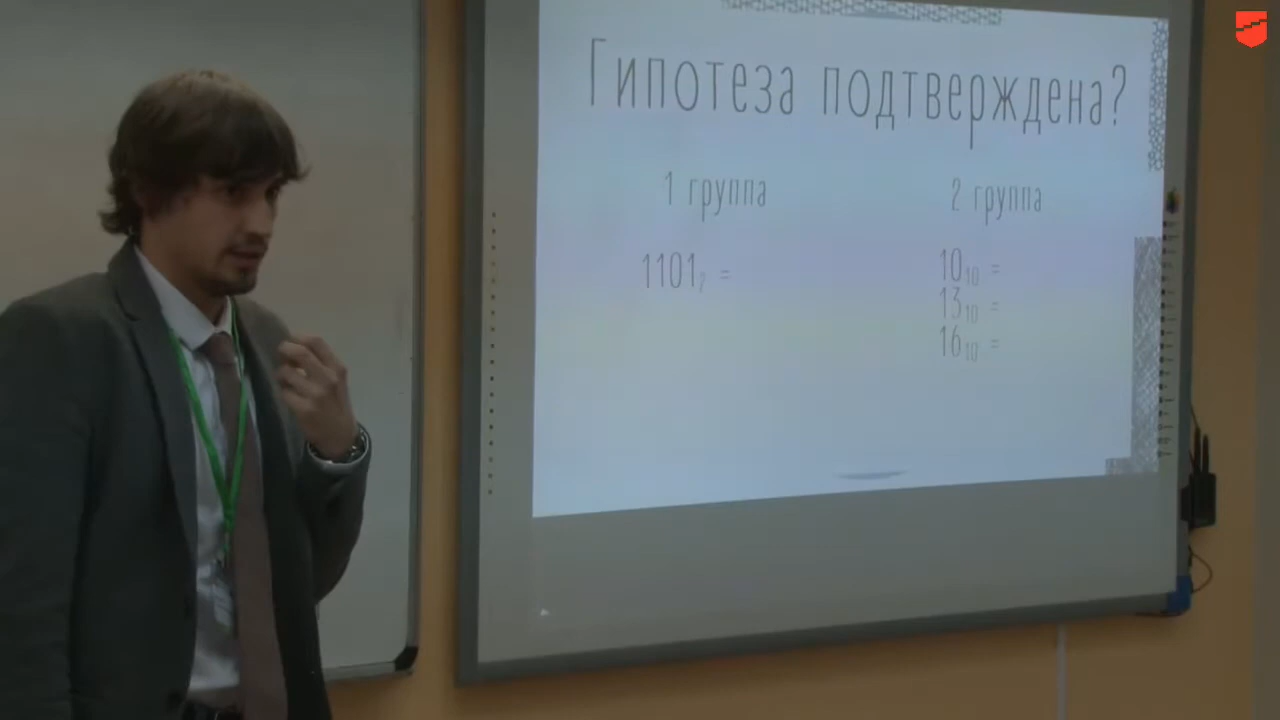 Гипотеза подтверждена?
1 группа
1101₂ =
2 группа
10₁₀ =
13₁₀ =
16₁₀ =